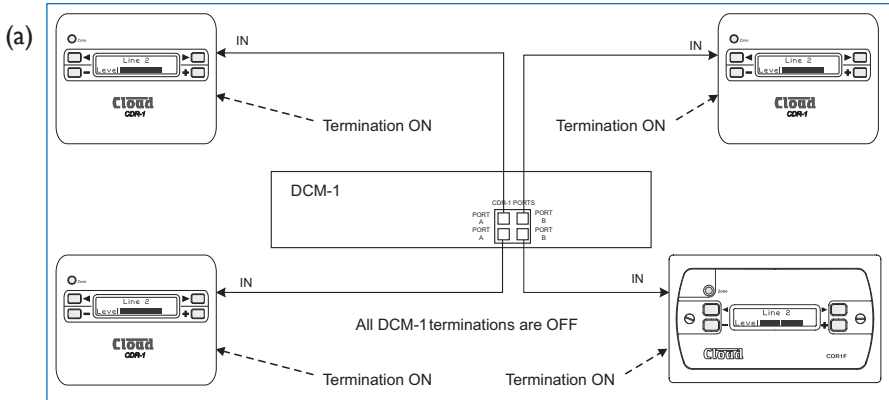 (a)
Zone
Line 2
Level
Cloud
CDR-1
IN
Termination ON
IN
Termination ON
Zone
Line 2
Level
Cloud
CDR-1
DCM-1
CDR-1 PORTS
PORT A
PORT B
PORT A
PORT B
Zone
Line 2
Level
Cloud
CDR-1
IN
All DCM-1 terminations are OFF
Termination ON
IN
Termination ON
Zone
Line 2
Level
Cloud
CDR1F